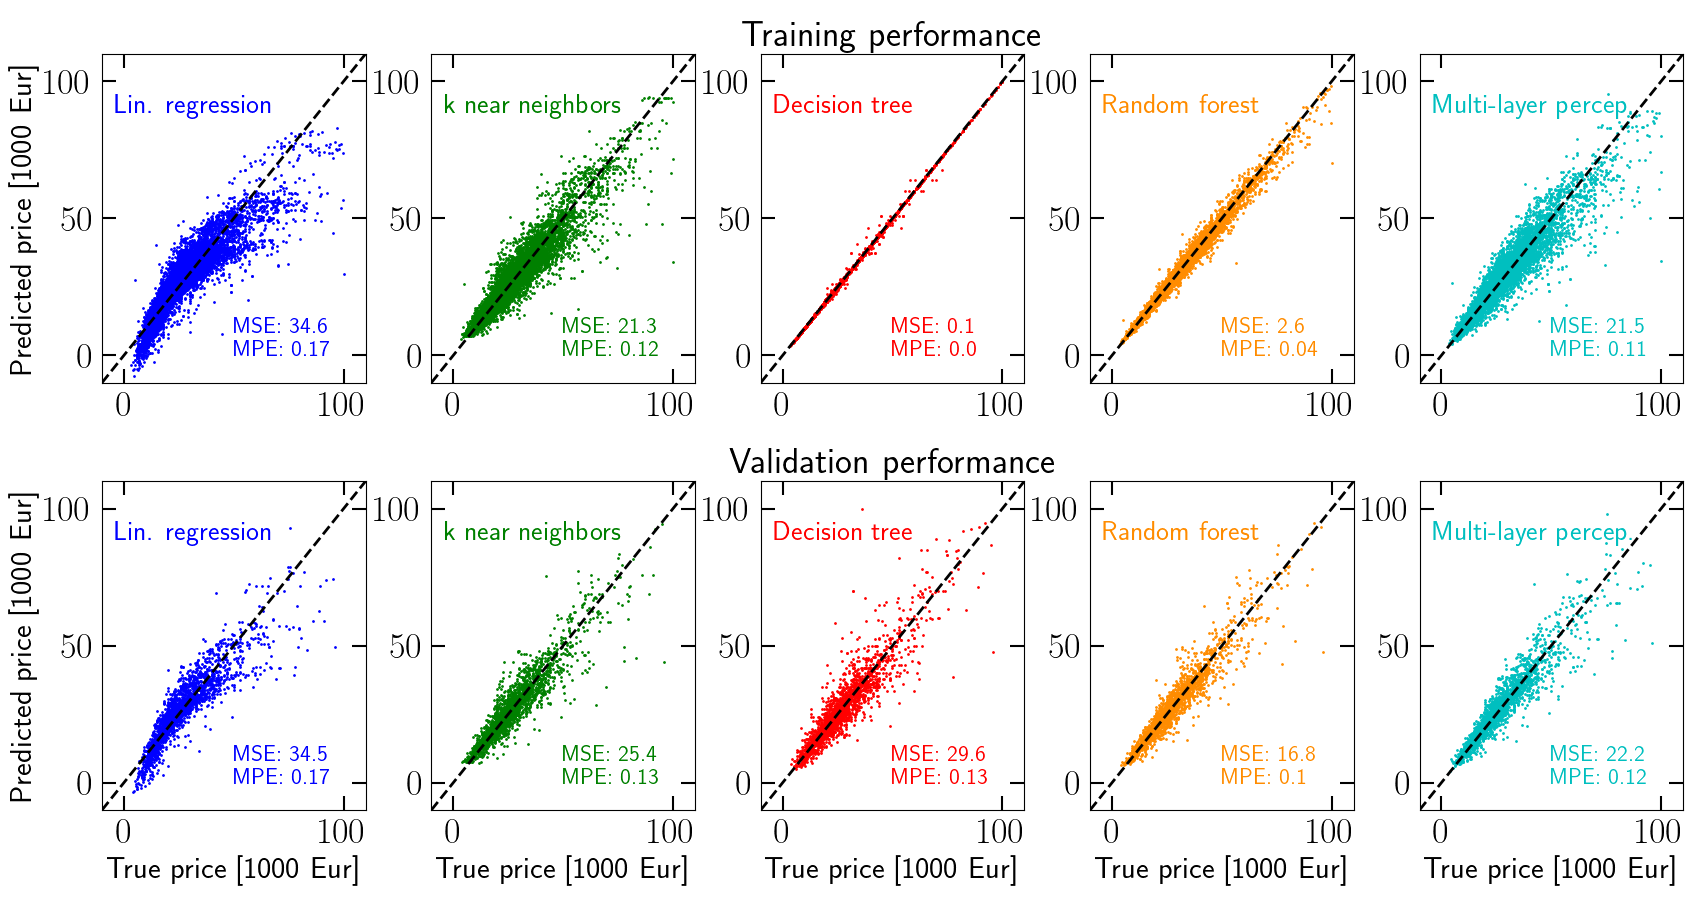 Training performance
Predicted price [1000 Eur]
100
50
0
0
100
Lin. regression
MSE: 34.6
MPE: 0.17
100
50
0
0
100
k near neighbors
MSE: 21.3
MPE: 0.12
100
50
0
0
100
Decision tree
MSE: 0.1
MPE: 0.0
100
50
0
0
100
Random forest
MSE: 2.6
MPE: 0.04
100
50
0
0
100
Multi-layer percep.
MSE: 21.5
MPE: 0.11
Validation performance
Predicted price [1000 Eur]
100
50
0
0
100
Lin. regression
MSE: 34.5
MPE: 0.17
True price [1000 Eur]
100
50
0
0
100
k near neighbors
MSE: 25.4
MPE: 0.13
True price [1000 Eur]
100
50
0
0
100
Decision tree
MSE: 29.6
MPE: 0.13
True price [1000 Eur]
100
50
0
0
100
Random forest
MSE: 16.8
MPE: 0.1
True price [1000 Eur]
100
50
0
0
100
Multi-layer percep.
MSE: 22.2
MPE: 0.12
True price [1000 Eur]